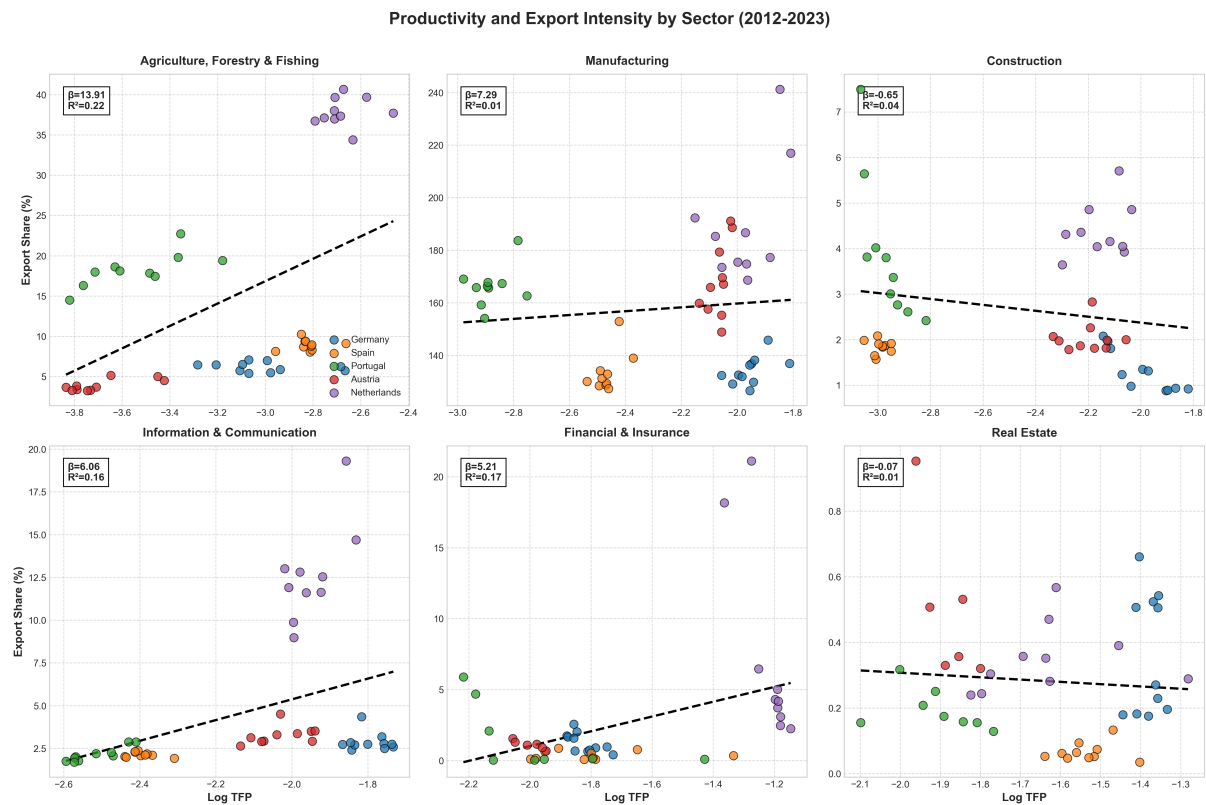 Productivity and Export Intensity by Sector (2012-2023)
Agriculture, Forestry & Fishing
β=13.91
R²=0.22
Export Share (%)
40
35
30
25
20
15
10
5
−3.8 −3.6 −3.4 −3.2 −3.0 −2.8 −2.6 −2.4
Germany
Spain
Portugal
Austria
Netherlands
Manufacturing
β=7.29
R²=0.01
240
220
200
180
160
140
−3.0 −2.8 −2.6 −2.4 −2.2 −2.0 −1.8
Construction
β=-0.65
R²=0.04
7
6
5
4
3
2
1
−3.0 −2.8 −2.6 −2.4 −2.2 −2.0 −1.8
Information & Communication
β=6.06
R²=0.16
Export Share (%)
20.0
17.5
15.0
12.5
10.0
7.5
5.0
2.5
−2.6 −2.4 −2.2 −2.0 −1.8
Log TFP
Financial & Insurance
β=5.21
R²=0.17
20
15
10
5
0
−2.2 −2.0 −1.8 −1.6 −1.4 −1.2
Log TFP
Real Estate
β=-0.07
R²=0.01
0.8
0.6
0.4
0.2
0.0
−2.1 −2.0 −1.9 −1.8 −1.7 −1.6 −1.5 −1.4 −1.3
Log TFP